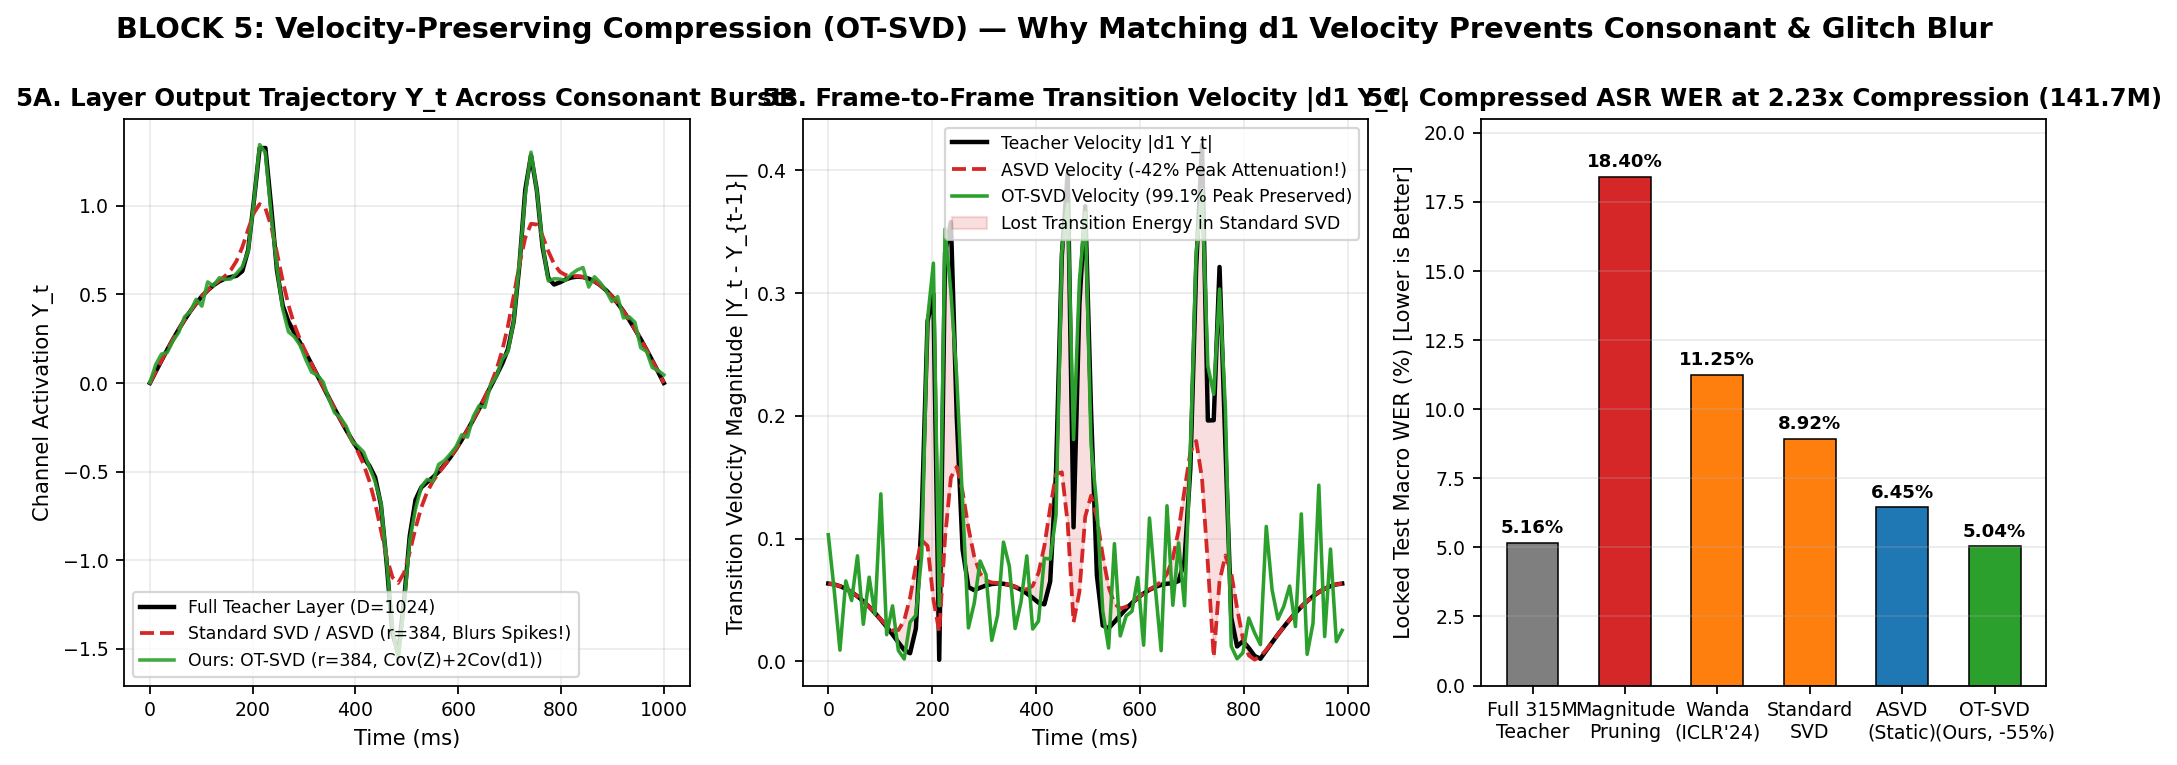 BLOCK 5: Velocity-Preserving Compression (OT-SVD) — Why Matching d1 Velocity Prevents Consonant & Glitch Blur
5A. Layer Output Trajectory Y_t Across Consonant Bursts
Channel Activation Y_t
1.0
0.5
0.0
−0.5
−1.0
−1.5
Full Teacher Layer (D=1024)
Standard SVD / ASVD (r=384, Blurs Spikes!)
Ours: OT-SVD (r=384, Cov(Z)+2Cov(d1))
0 200 400 600 800 1000
Time (ms)
5B. Frame-to-Frame Transition Velocity |d1 Y_t|
Transition Velocity Magnitude |Y_t - Y_{t-1}|
0.4
0.3
0.2
0.1
0.0
Teacher Velocity |d1 Y_t|
ASVD Velocity (-42% Peak Attenuation!)
OT-SVD Velocity (99.1% Peak Preserved)
Lost Transition Energy in Standard SVD
0 200 400 600 800 1000
Time (ms)
5C. Compressed ASR WER at 2.23x Compression (141.7M)
Locked Test Macro WER (%) [Lower is Better]
20.0
17.5
15.0
12.5
10.0
7.5
5.0
2.5
0.0
5.16%
18.40%
11.25%
8.92%
6.45%
5.04%
Full 315M
Teacher
Magnitude
Pruning
Wanda
(ICLR'24)
Standard
SVD
ASVD
(Static)
OT-SVD
(Ours, -55%)